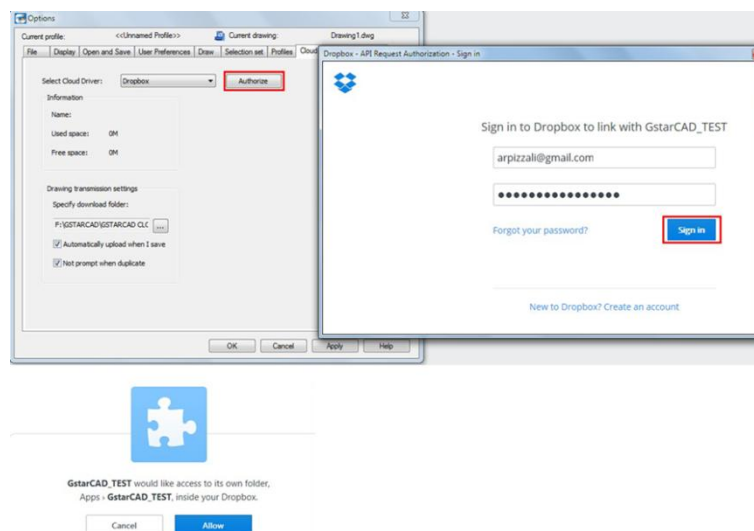 Options
Current profile: <<Unnamed Profile>> Current drawing: Drawing1.dwg
File Display Open and Save User Preferences Draw Selection set Profiles Cloud
Select Cloud Driver: Dropbox Authorize
Information
Name:
Used space: 0M
Free space: 0M
Drawing transmission settings
Specify download folder:
F:\GSTARCAD\GSTARCAD CLC ...
Automatically upload when I save
Not prompt when duplicate
OK Cancel Apply Help
Dropbox - API Request Authorization - Sign in
Sign in to Dropbox to link with GstarCAD_TEST
arpizzali@gmail.com
Forgot your password? Sign in
New to Dropbox? Create an account
GstarCAD_TEST would like access to its own folder,
Apps › GstarCAD_TEST, inside your Dropbox.
Cancel Allow